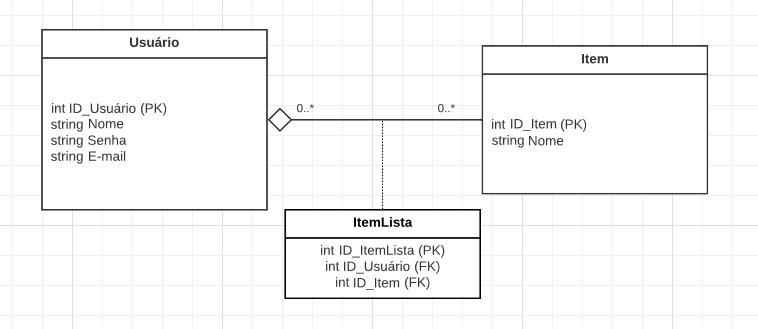 Usuário
int ID_Usuário (PK)
string Nome
string Senha
string E-mail
0..*
0..*
Item
int ID_Item (PK)
string Nome
ItemLista
int ID_ItemLista (PK)
int ID_Usuário (FK)
int ID_Item (FK)